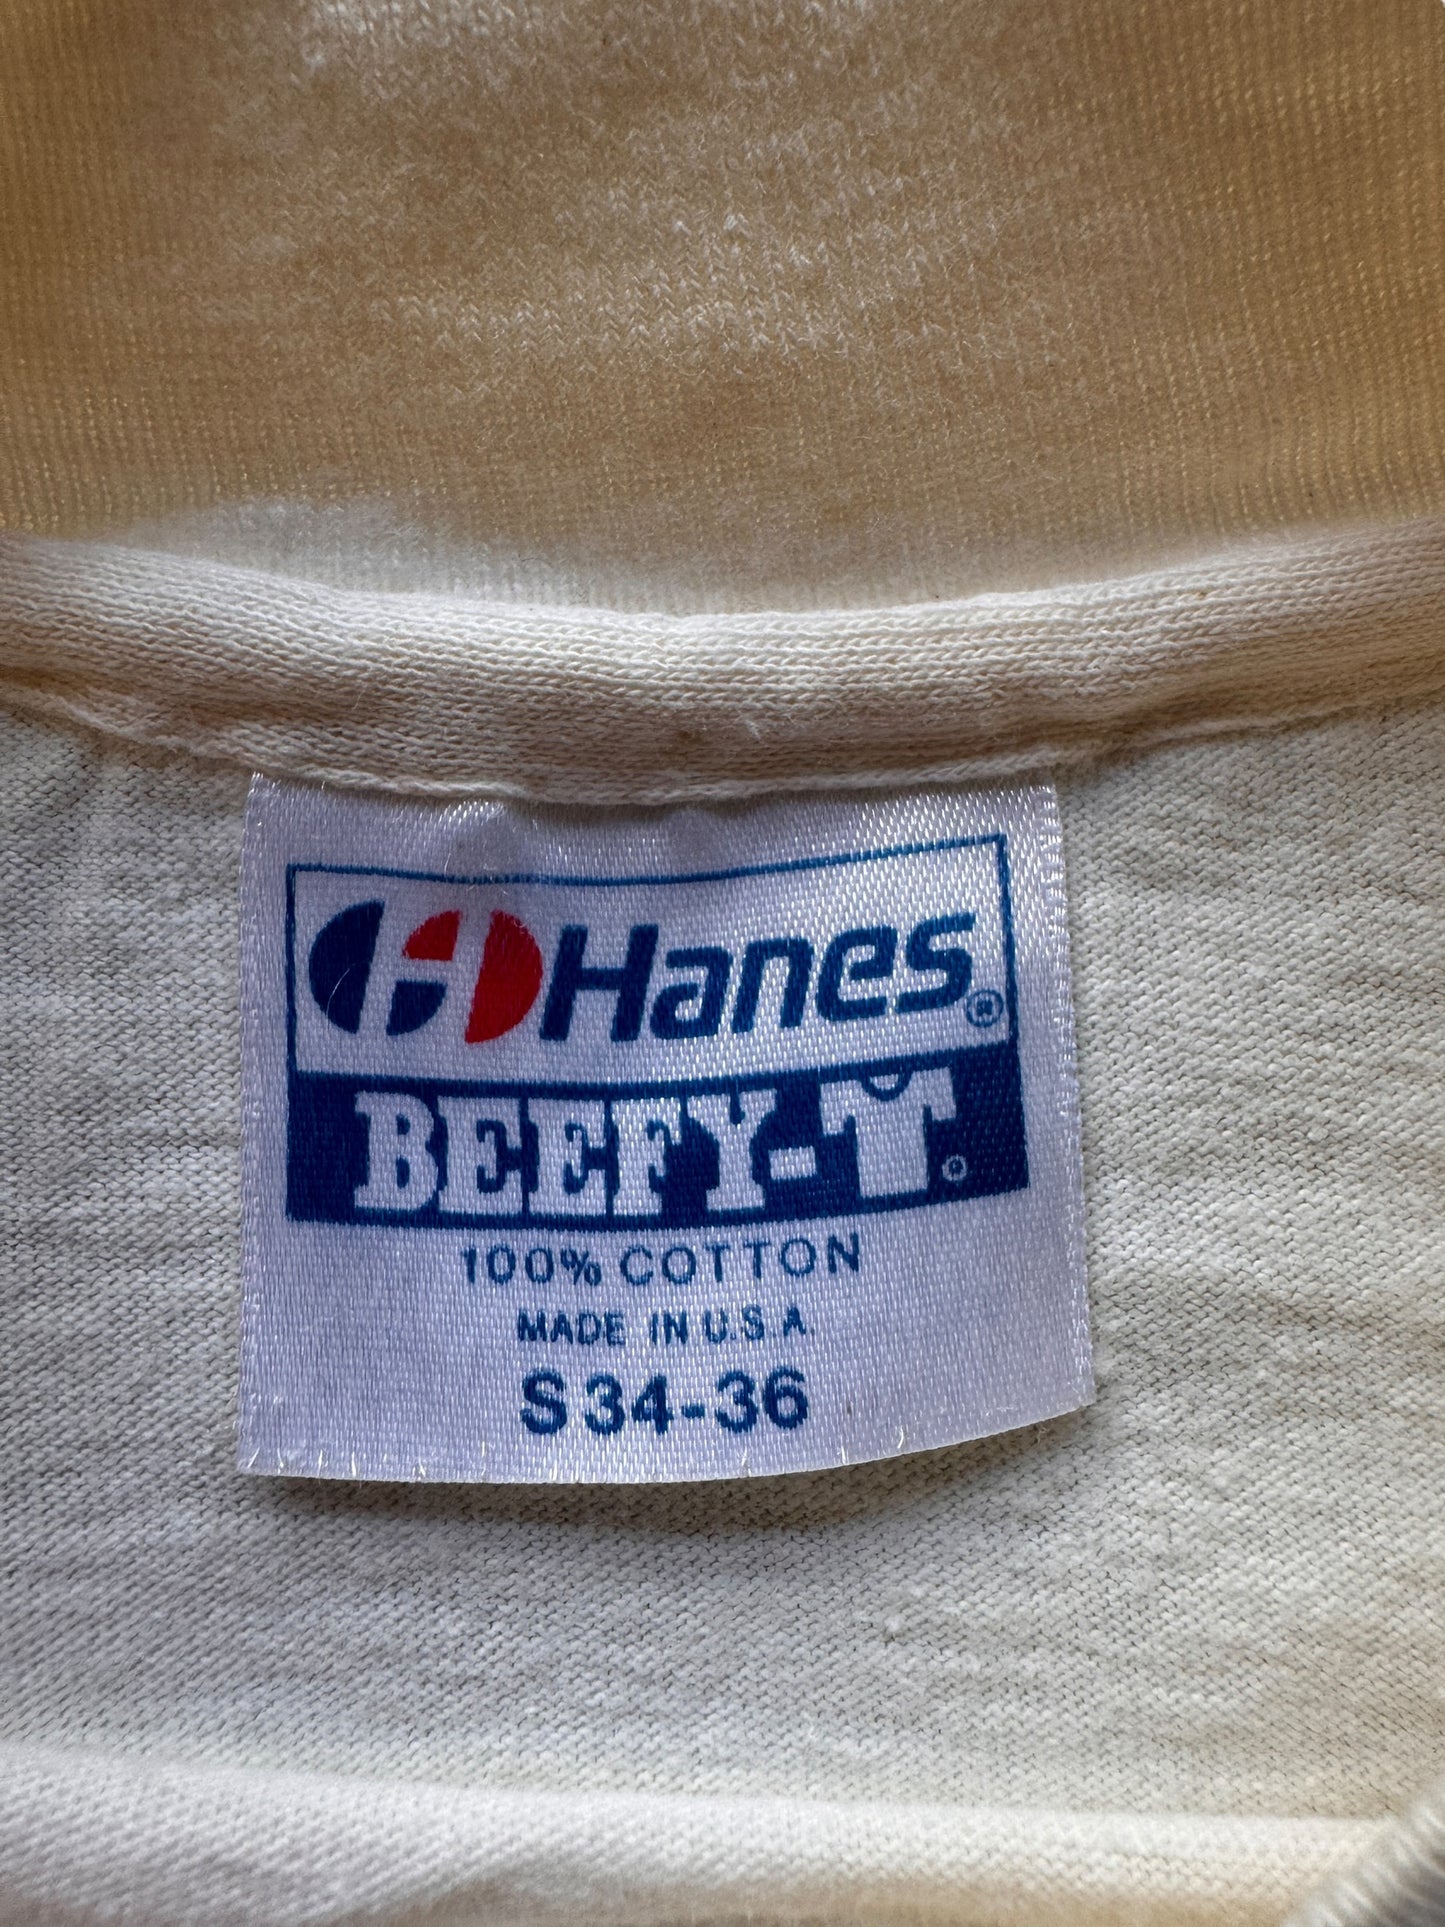 Hanes®
BEEFY-T®
100% COTTON
MADE IN U.S.A.
S 34-36